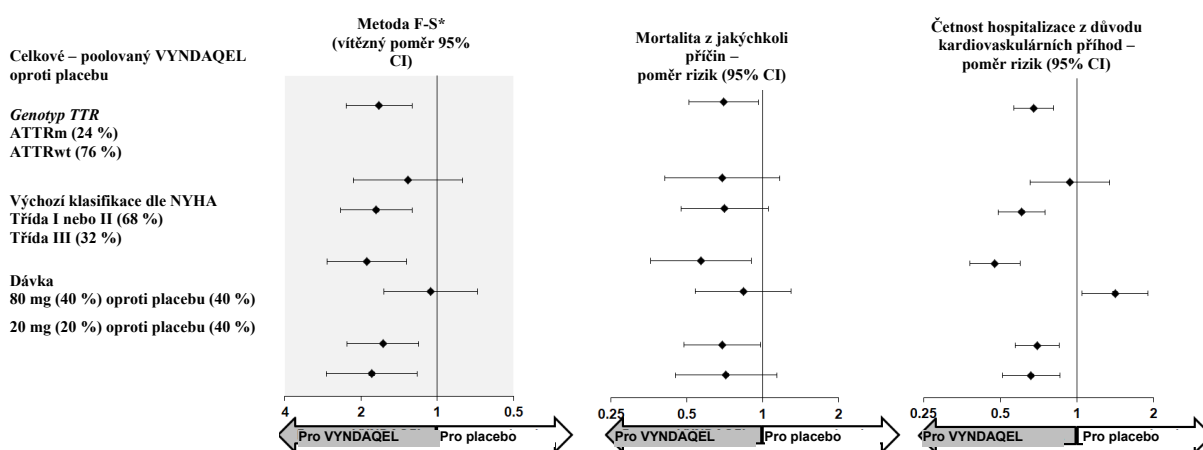 Celkové – poolovaný VYNDAQEL
oproti placebu
Genotyp TTR
ATTRm (24 %)
ATTRwt (76 %)
Výchozí klasifikace dle NYHA
Třída I nebo II (68 %)
Třída III (32 %)
Dávka
80 mg (40 %) oproti placebu (40 %)
20 mg (20 %) oproti placebu (40 %)
Metoda F-S*
(vítězný poměr 95%
CI)
4 2 1 0.5
Pro VYNDAQEL Pro placebo
Mortalita z jakýchkoli
příčin –
poměr rizik (95% CI)
0.25 0.5 1 2
Pro VYNDAQEL Pro placebo
Četnost hospitalizace z důvodu
kardiovaskulárních příhod –
poměr rizik (95% CI)
0.25 0.5 1 2
Pro VYNDAQEL Pro placebo